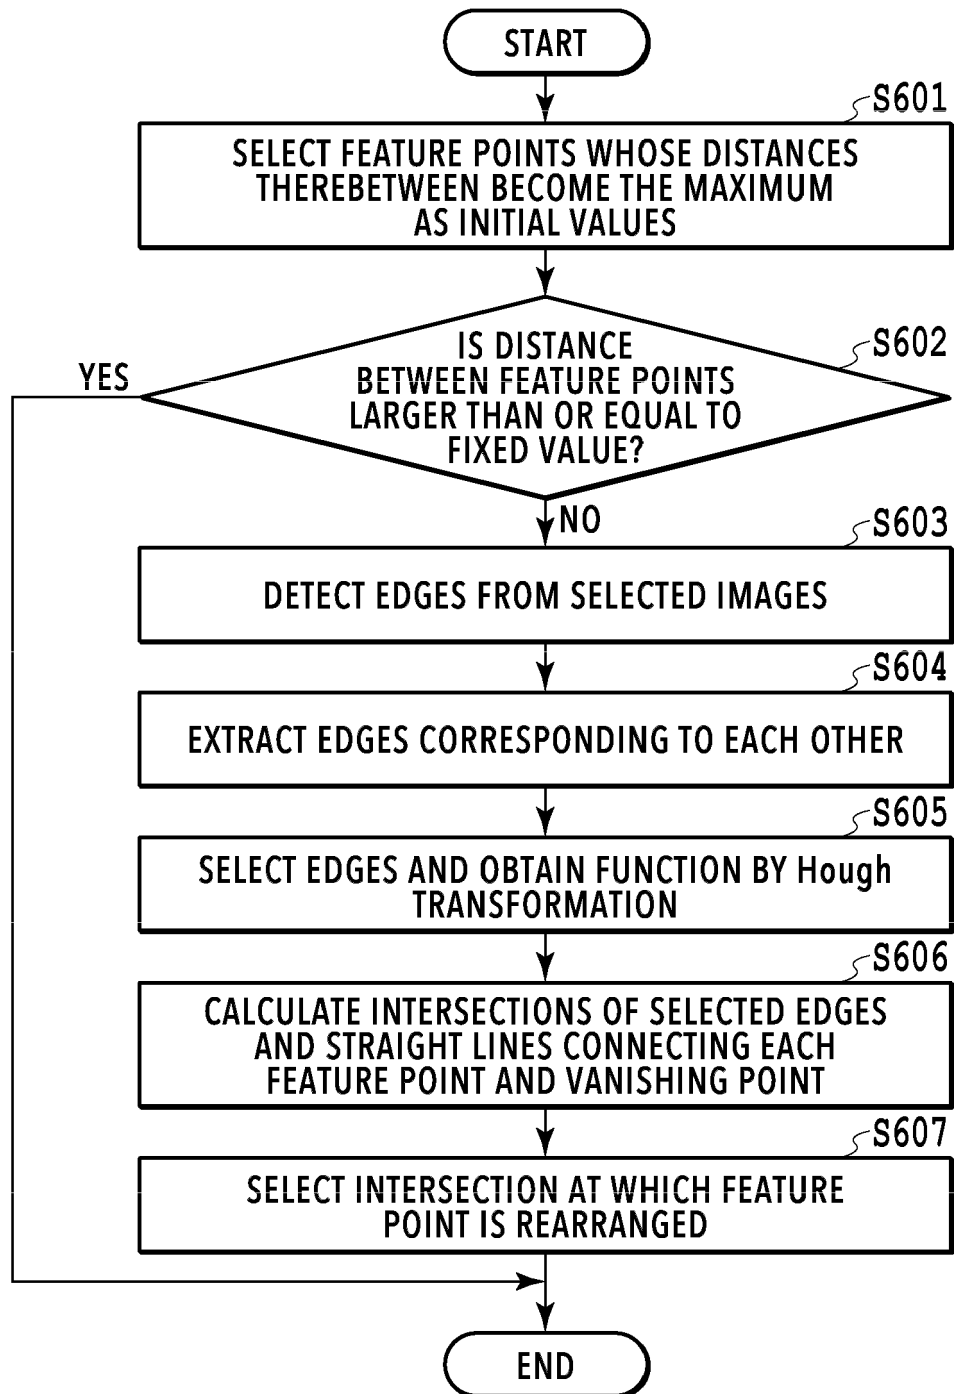 START
S601
SELECT FEATURE POINTS WHOSE DISTANCES
THEREBETWEEN BECOME THE MAXIMUM
AS INITIAL VALUES
S602
IS DISTANCE
BETWEEN FEATURE POINTS
LARGER THAN OR EQUAL TO
FIXED VALUE?
YES
NO
S603
DETECT EDGES FROM SELECTED IMAGES
S604
EXTRACT EDGES CORRESPONDING TO EACH OTHER
S605
SELECT EDGES AND OBTAIN FUNCTION BY Hough
TRANSFORMATION
S606
CALCULATE INTERSECTIONS OF SELECTED EDGES
AND STRAIGHT LINES CONNECTING EACH
FEATURE POINT AND VANISHING POINT
S607
SELECT INTERSECTION AT WHICH FEATURE
POINT IS REARRANGED
END